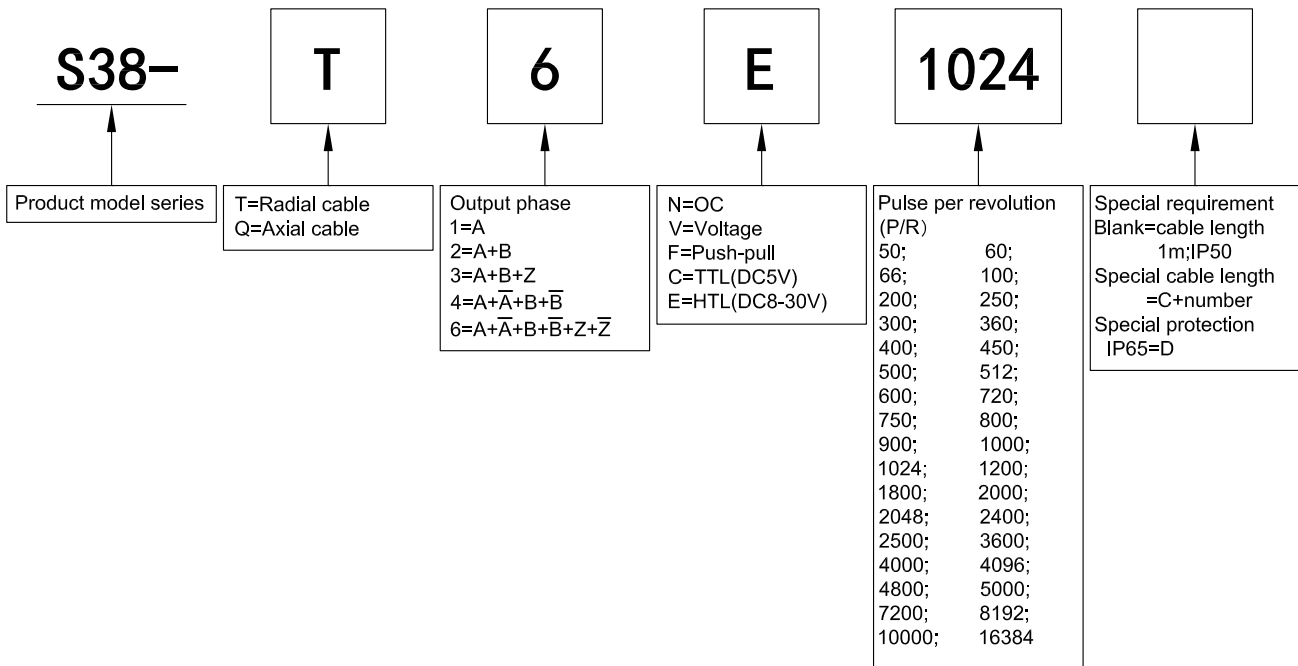 S38- T 6 E 1024
Product model series
T=Radial cable
Q=Axial cable
Output phase
1=A
2=A+B
3=A+B+Z
4=A+A̅+B+B̅
6=A+A̅+B+B̅+Z+Z̅
N=OC
V=Voltage
F=Push-pull
C=TTL(DC5V)
E=HTL(DC8-30V)
Pulse per revolution
(P/R)
50; 60;
66; 100;
200; 250;
300; 360;
400; 450;
500; 512;
600; 720;
750; 800;
900; 1000;
1024; 1200;
1800; 2000;
2048; 2400;
2500; 3600;
4000; 4096;
4800; 5000;
7200; 8192;
10000; 16384
Special requirement
Blank=cable length
1m;IP50
Special cable length
=C+number
Special protection
IP65=D